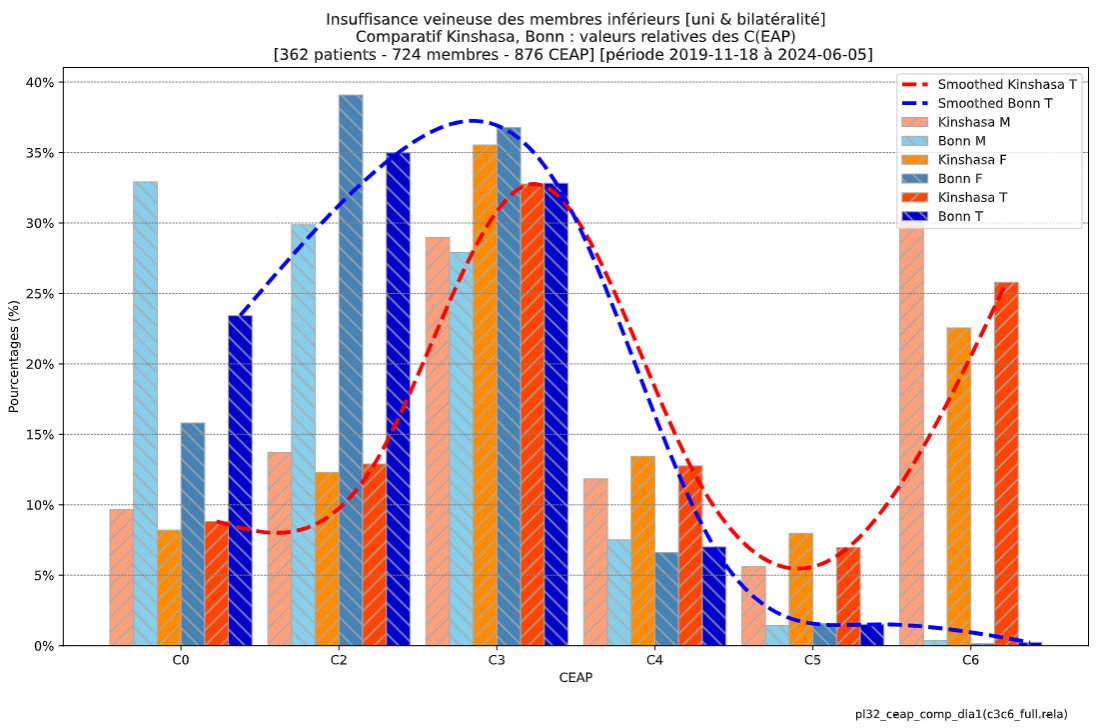 Insuffisance veineuse des membres inférieurs [uni & bilatéralité]
Comparatif Kinshasa, Bonn : valeurs relatives des C(EAP)
[362 patients - 724 membres - 876 CEAP] [période 2019-11-18 à 2024-06-05]
Smoothed Kinshasa T
Smoothed Bonn T
Kinshasa M
Bonn M
Kinshasa F
Bonn F
Kinshasa T
Bonn T
Pourcentages (%)
40%
35%
30%
25%
20%
15%
10%
5%
0%
C0 C2 C3 C4 C5 C6
CEAP
pl32_ceap_comp_dia1(c3c6_full.rela)